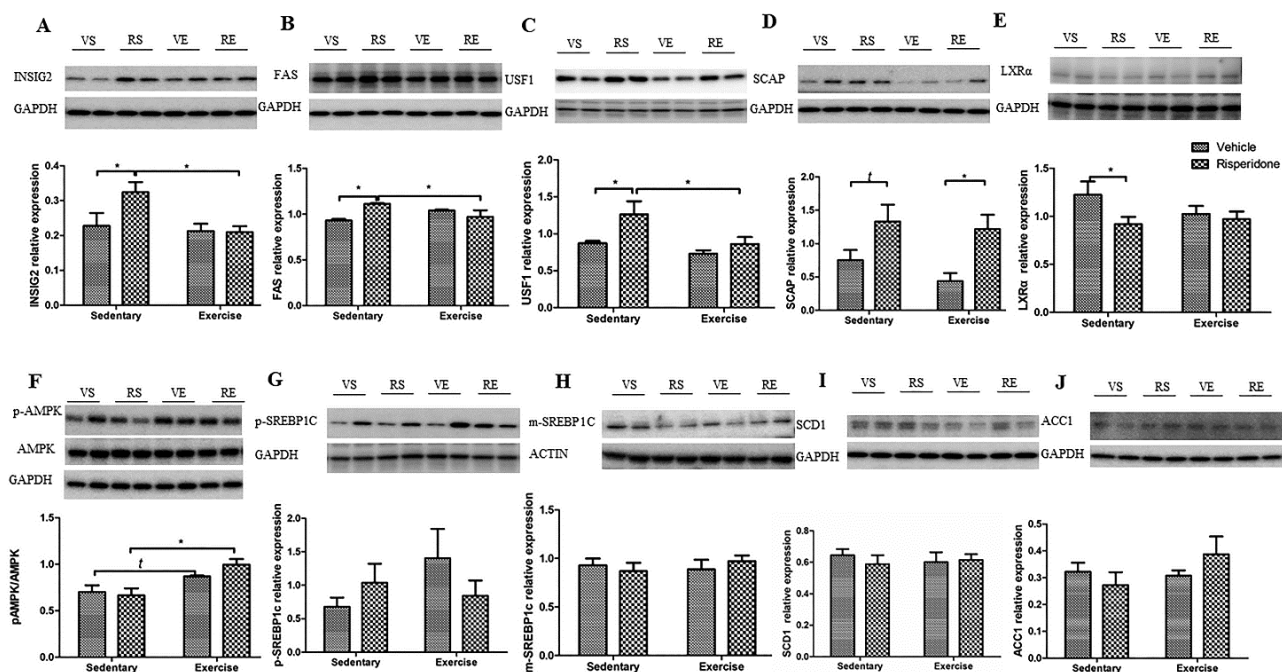 A
VS RS VE RE
INSIG2
GAPDH
INSIG2 relative expression
0.4
0.3
0.2
0.1
0.0
* *
Sedentary Exercise
B
VS RS VE RE
FAS
GAPDH
FAS relative expression
1.5
1.0
0.5
0.0
* *
Sedentary Exercise
C
VS RS VE RE
USF1
GAPDH
USF1 relative expression
2.0
1.5
1.0
0.5
0.0
* *
Sedentary Exercise
D
VS RS VE RE
SCAP
GAPDH
SCAP relative expression
2.0
1.5
1.0
0.5
0.0
t *
Sedentary Exercise
E
VS RS VE RE
LXRα
GAPDH
Vehicle
Risperidone
LXRα relative expression
1.5
1.0
0.5
0.0
*
Sedentary Exercise
F
VS RS VE RE
p-AMPK
AMPK
GAPDH
pAMPK/AMPK
1.5
1.0
0.5
0.0
t *
Sedentary Exercise
G
VS RS VE RE
p-SREBP1C
GAPDH
p-SREBP1c relative expression
2.0
1.5
1.0
0.5
0.0
Sedentary Exercise
H
VS RS VE RE
m-SREBP1C
ACTIN
m-SREBP1c relative expression
1.5
1.0
0.5
0.0
Sedentary Exercise
I
VS RS VE RE
SCD1
GAPDH
SCD1 relative expression
0.8
0.6
0.4
0.2
0.0
Sedentary Exercise
J
VS RS VE RE
ACC1
GAPDH
ACC1 relative expression
0.5
0.4
0.3
0.2
0.1
0.0
Sedentary Exercise